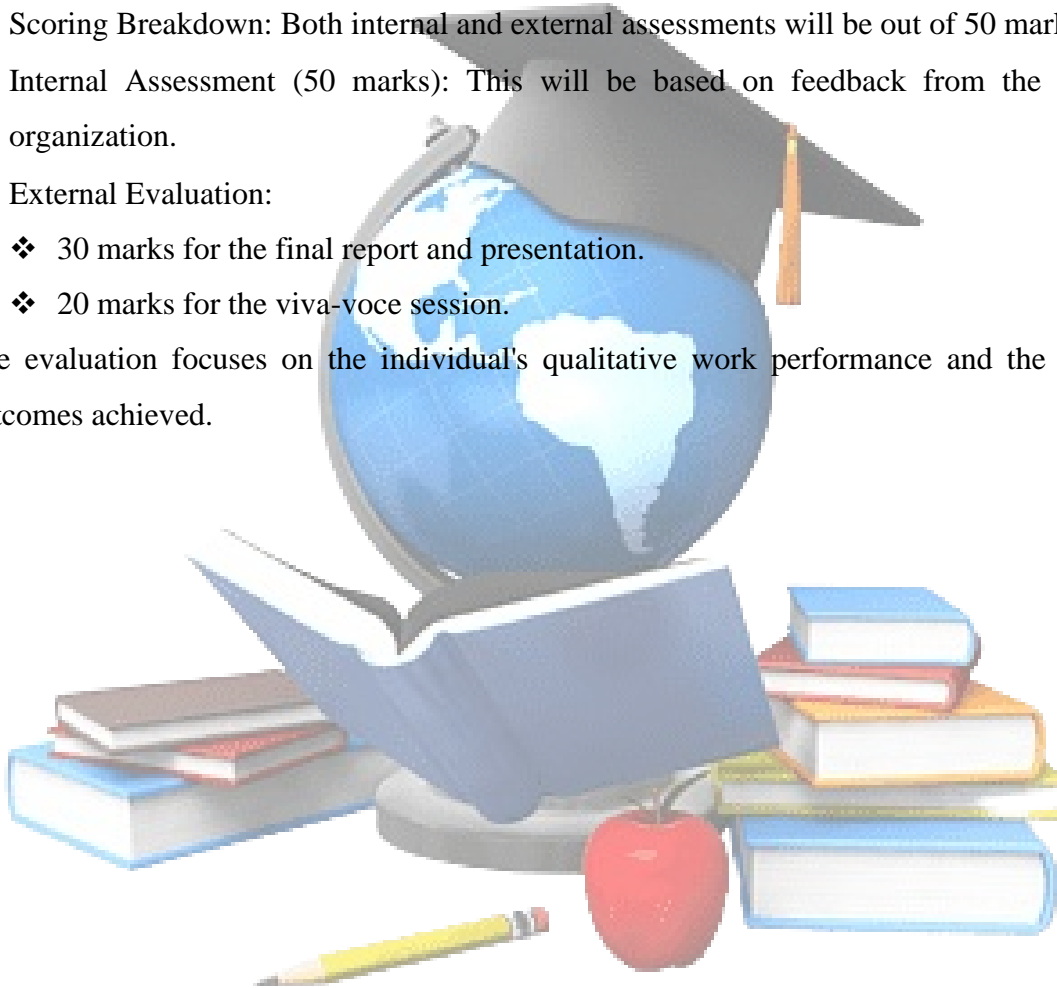 Scoring Breakdown: Both internal and external assessments will be out of 50
Internal Assessment (50 marks): This will be based on feedback from the
organization.
External Evaluation:
❖ 30 marks for the final report and presentation.
❖ 20 marks for the viva-voce session.
evaluation focuses on the individual's qualitative work performance and the
achieved.